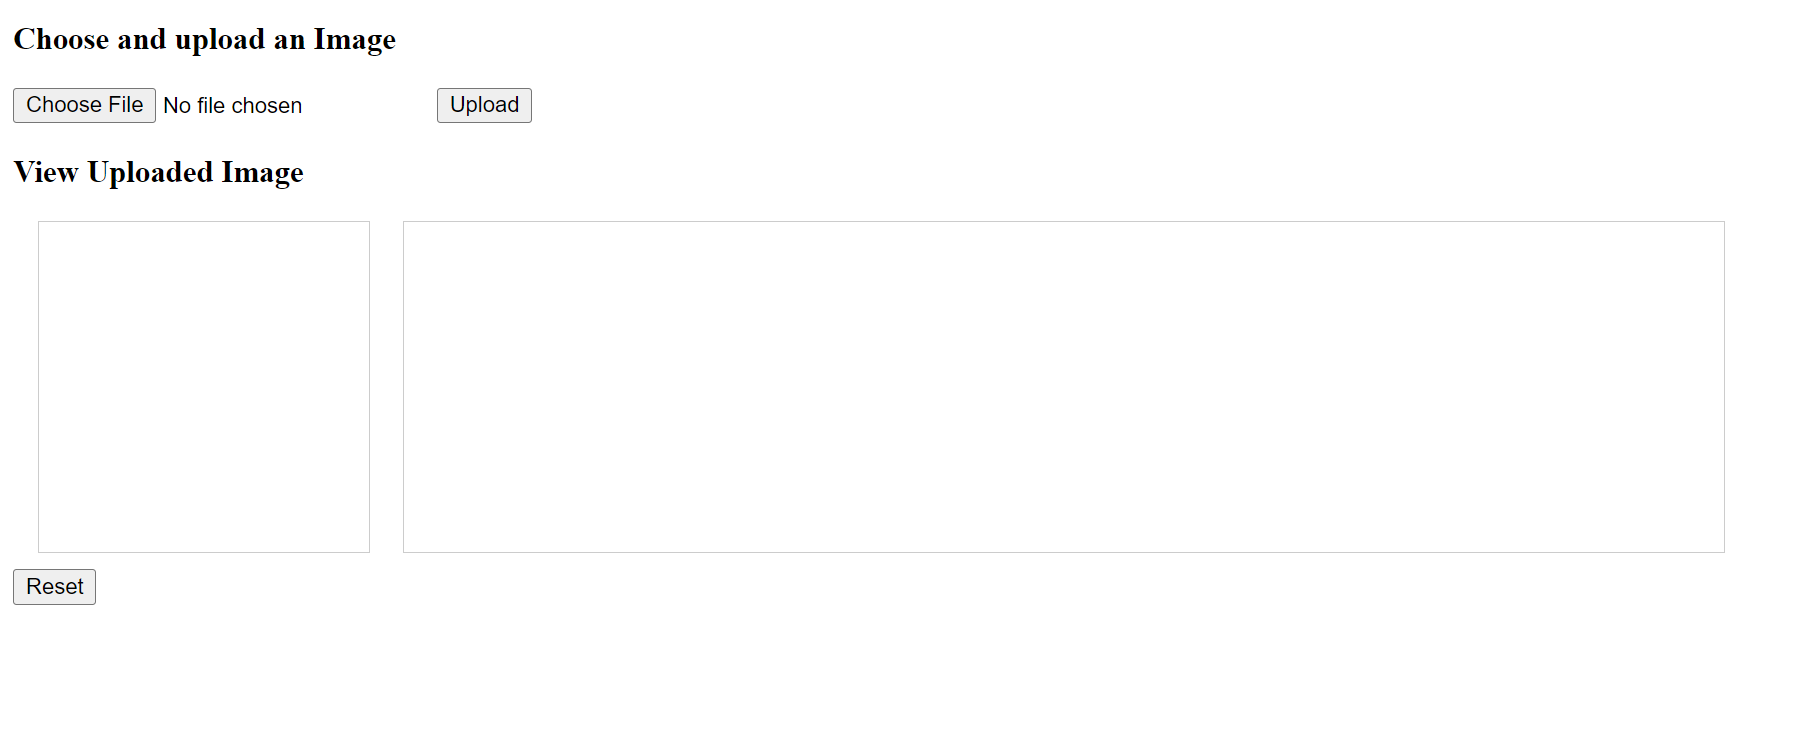 Choose and upload an Image
Choose File No file chosen Upload
View Uploaded Image
Reset